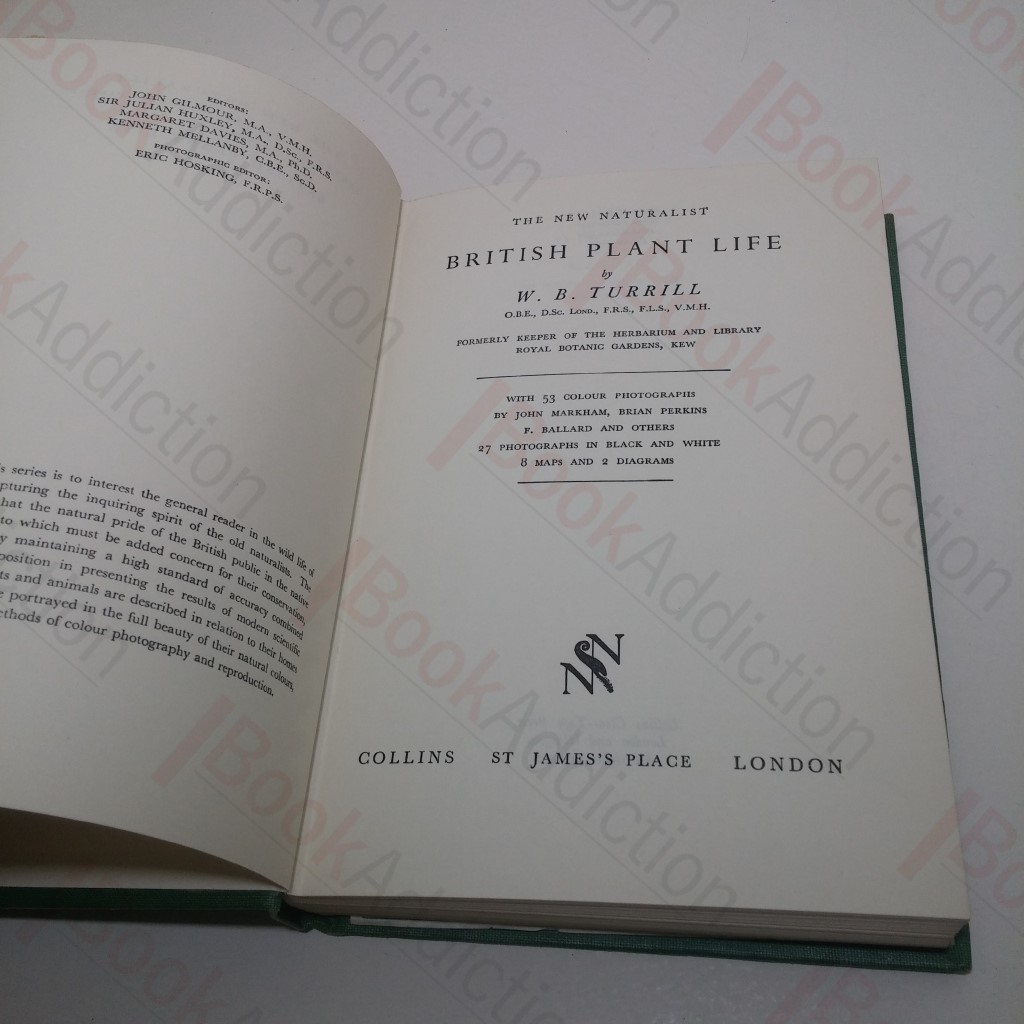 EDITORS:
JOHN GILMOUR, M.A., V.M.H.
SIR JULIAN HUXLEY, M.A., D.Sc., F.R.S.
MARGARET DAVIES, M.A., Ph.D.
KENNETH MELLANBY, C.B.E., Sc.D.
PHOTOGRAPHIC EDITOR:
ERIC HOSKING, F.R.P.S.
series is to interest the general reader in the wild life of
the inquiring spirit of the old naturalists. The
that the natural pride of the British public in the native
to which must be added concern for their conservation,
maintaining a high standard of accuracy combined
in presenting the results of modern scientific
and animals are described in relation to their homes
portrayed in the full beauty of their natural colours,
of colour photography and reproduction.
THE NEW NATURALIST
BRITISH PLANT LIFE
by
W. B. TURRILL
O.B.E., D.Sc. LOND., F.R.S., F.L.S., V.M.H.
FORMERLY KEEPER OF THE HERBARIUM AND LIBRARY
ROYAL BOTANIC GARDENS, KEW
WITH 53 COLOUR PHOTOGRAPHS
BY JOHN MARKHAM, BRIAN PERKINS
F. BALLARD AND OTHERS
27 PHOTOGRAPHS IN BLACK AND WHITE
8 MAPS AND 2 DIAGRAMS
NN
COLLINS ST JAMES'S PLACE LONDON
BookAddiction